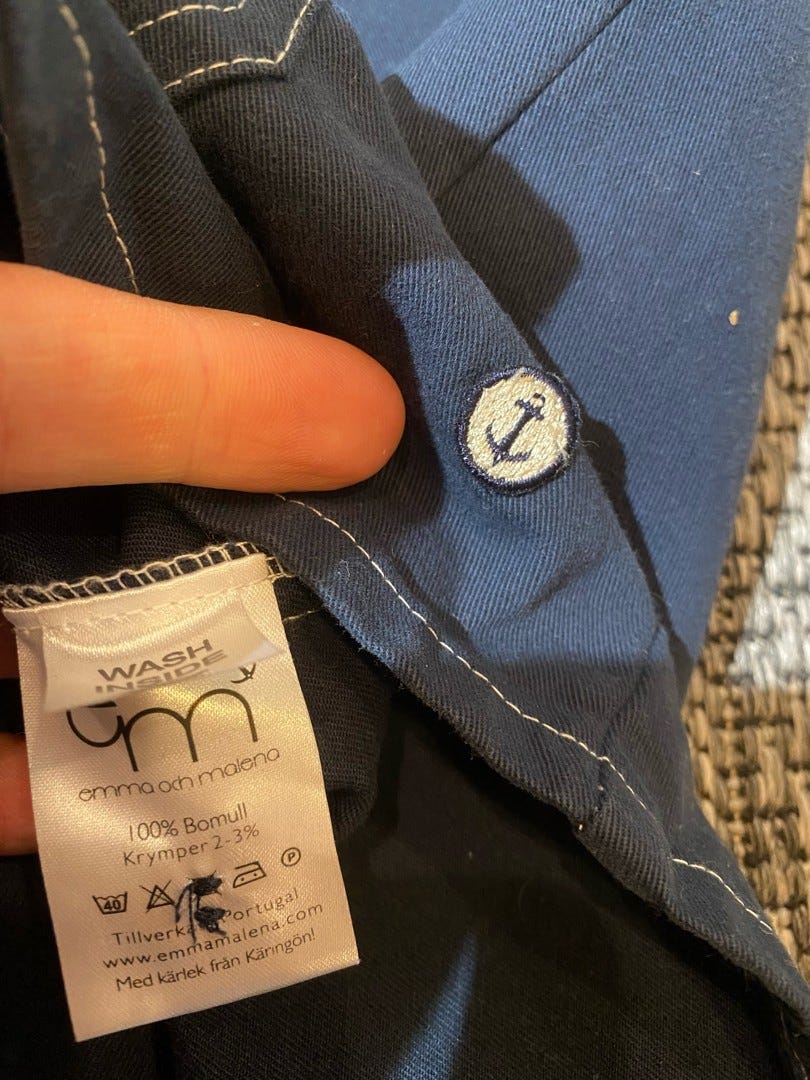 WASH
INSIDE
em
emma och malena
100% Bomull
Krymper 2-3%
40 P
Portugal
www.emmamalena.com
Med kärlek från Käringön!